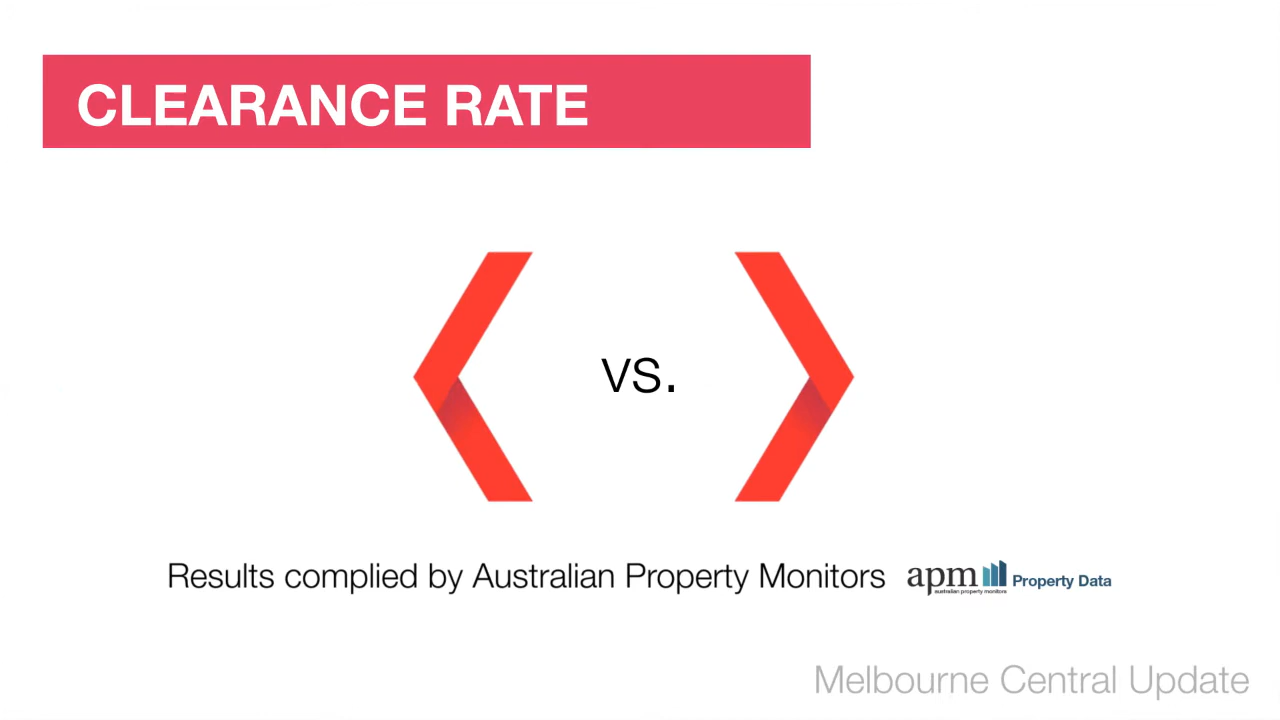 CLEARANCE RATE
vs.
Results complied by Australian Property Monitors
apm
australian property monitors
Property Data
Melbourne Central Update